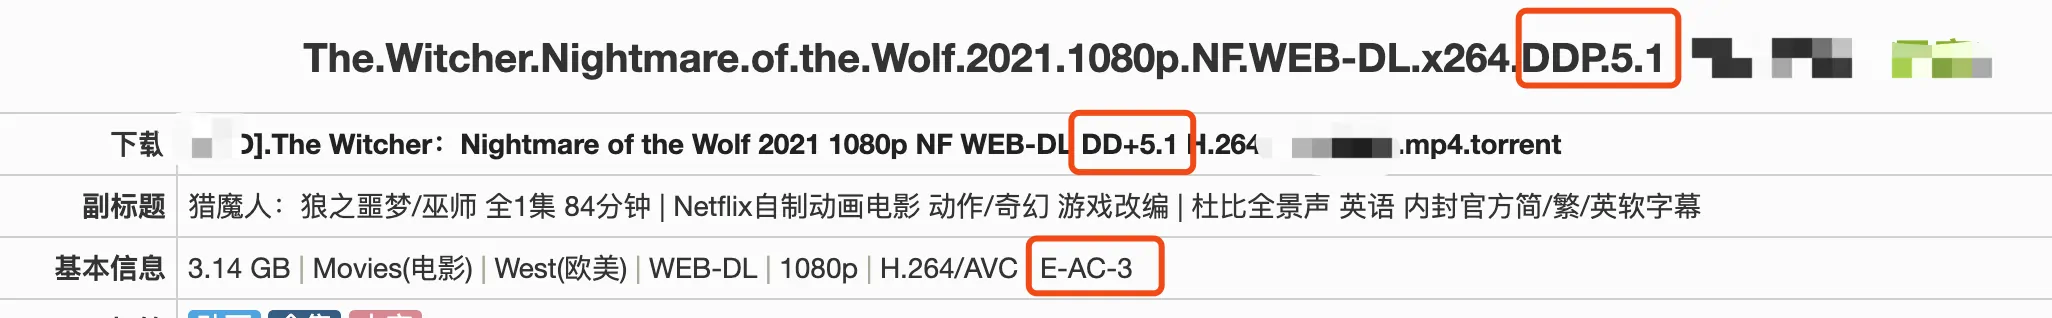 The.Witcher.Nightmare.of.the.Wolf.2021.1080p.NF.WEB-DL.x264.DDP.5.1
下载 D].The Witcher：Nightmare of the Wolf 2021 1080p NF WEB-DL DD+5.1 H.264 .mp4.torrent
副标题 猎魔人：狼之噩梦/巫师 全1集 84分钟 | Netflix自制动画电影 动作/奇幻 游戏改编 | 杜比全景声 英语 内封官方简/繁/英软字幕
基本信息 3.14 GB | Movies(电影) | West(欧美) | WEB-DL | 1080p | H.264/AVC E-AC-3